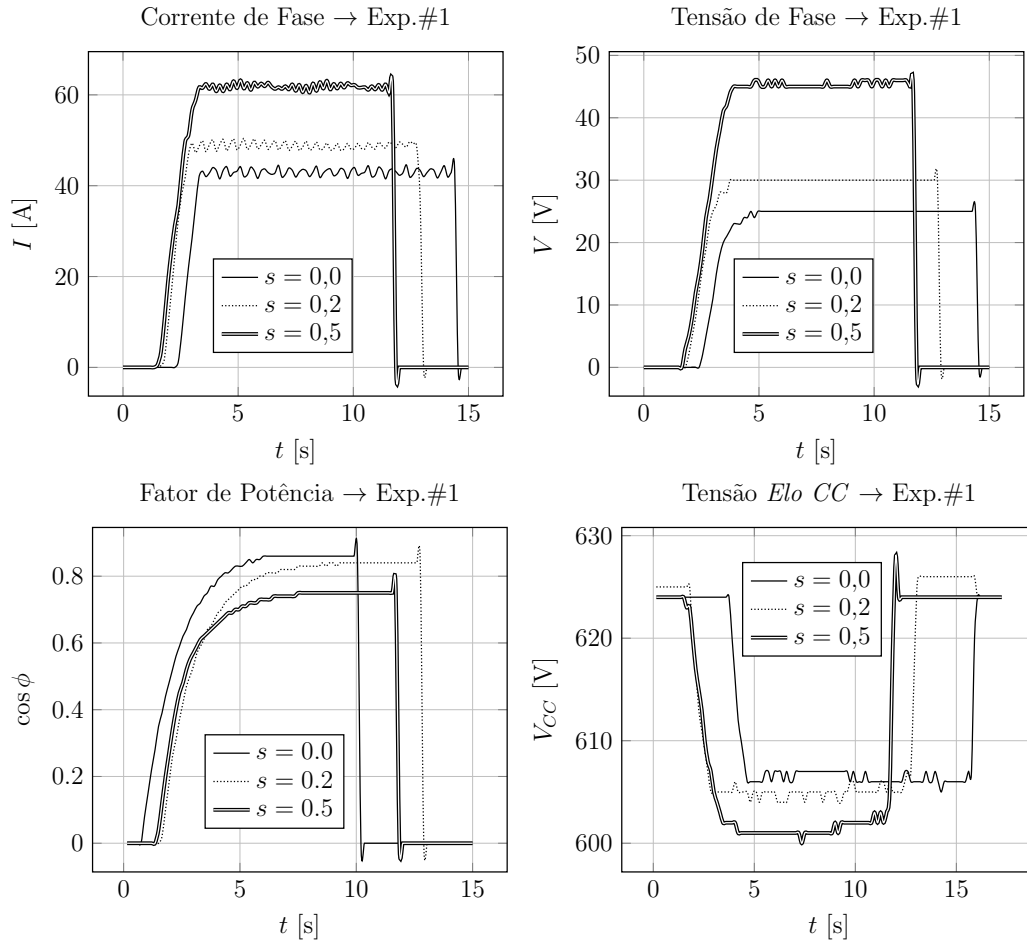 Corrente de Fase → Exp.#1
60
40
20
0
I [A]
s = 0,0
s = 0,2
s = 0,5
0 5 10 15
t [s]
Tensão de Fase → Exp.#1
50
40
30
20
10
0
V [V]
s = 0,0
s = 0,2
s = 0,5
0 5 10 15
t [s]
Fator de Potência → Exp.#1
0.8
0.6
0.4
0.2
0
cos ϕ
s = 0.0
s = 0.2
s = 0.5
0 5 10 15
t [s]
Tensão Elo CC → Exp.#1
630
620
610
600
V_CC [V]
s = 0,0
s = 0,2
s = 0,5
0 5 10 15
t [s]